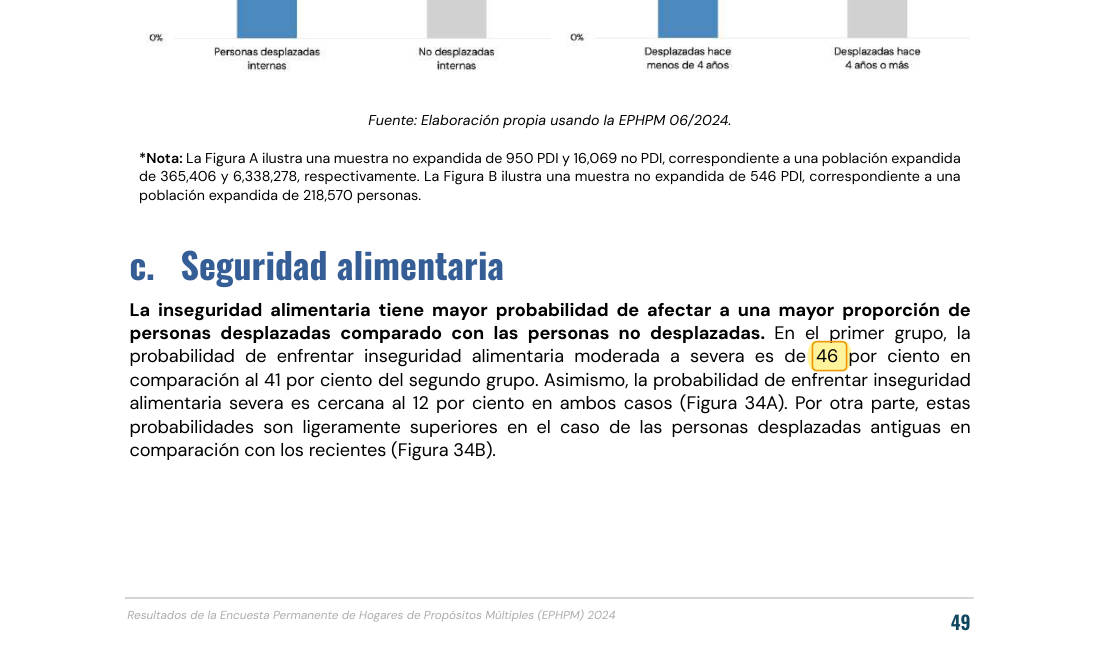 0%
Personas desplazadas
internas
No desplazadas
internas
0%
Desplazadas hace
menos de 4 años
Desplazadas hace
4 años o más
Fuente: Elaboración propia usando la EPHPM 06/2024.
*Nota: La Figura A ilustra una muestra no expandida de 950 PDI y 16,069 no PDI, correspondiente a una población expandida
de 365,406 y 6,338,278, respectivamente. La Figura B ilustra una muestra no expandida de 546 PDI, correspondiente a una
población expandida de 218,570 personas.
c. Seguridad alimentaria
La inseguridad alimentaria tiene mayor probabilidad de afectar a una mayor proporción de
personas desplazadas comparado con las personas no desplazadas. En el primer grupo, la
probabilidad de enfrentar inseguridad alimentaria moderada a severa es de 46 por ciento en
comparación al 41 por ciento del segundo grupo. Asimismo, la probabilidad de enfrentar inseguridad
alimentaria severa es cercana al 12 por ciento en ambos casos (Figura 34A). Por otra parte, estas
probabilidades son ligeramente superiores en el caso de las personas desplazadas antiguas en
comparación con los recientes (Figura 34B).
Resultados de la Encuesta Permanente de Hogares de Propósitos Múltiples (EPHPM) 2024
49